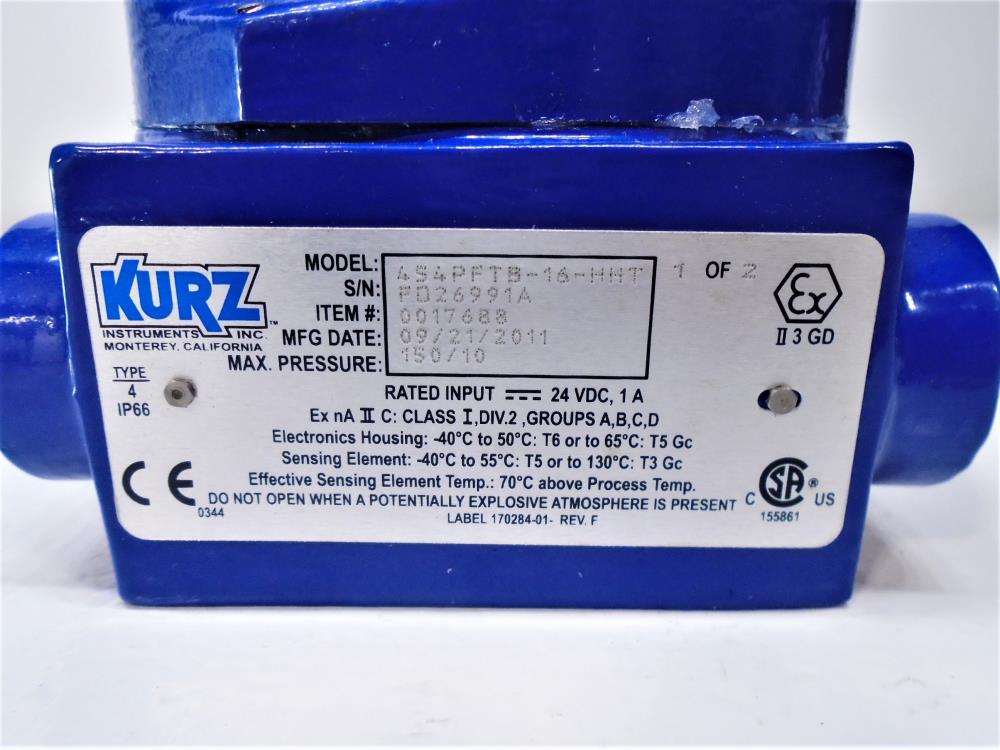 KURZ™
INSTRUMENTS INC.
MONTEREY, CALIFORNIA
MODEL: 454PFTB-16-HHT 1 OF 2
S/N: FD26991A
ITEM #: 0017688
MFG DATE: 09/21/2011
MAX. PRESSURE: 150/10
Ex
II 3 GD
TYPE
4
IP66
RATED INPUT ⎓ 24 VDC, 1 A
Ex nA II C: CLASS I,DIV.2 ,GROUPS A,B,C,D
Electronics Housing: -40°C to 50°C: T6 or to 65°C: T5 Gc
Sensing Element: -40°C to 55°C: T5 or to 130°C: T3 Gc
Effective Sensing Element Temp.: 70°C above Process Temp.
DO NOT OPEN WHEN A POTENTIALLY EXPLOSIVE ATMOSPHERE IS PRESENT
LABEL 170284-01- REV. F
CE
0344
C SA® US
155861